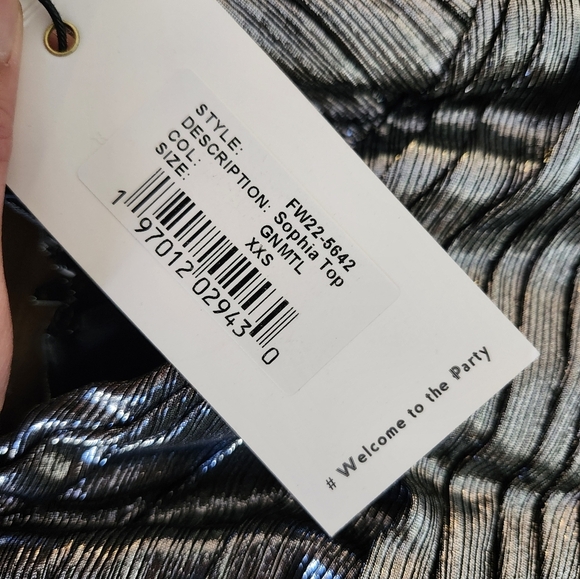 STYLE: FW22-5642
DESCRIPTION: Sophia Top
COL: GNMTL
SIZE: XXS
1 97012 02943 0
# Welcome to the Party